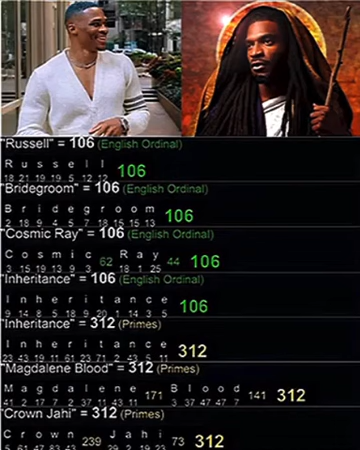 "Russell" = 106 (English Ordinal)
R u s s e l l 106
18 21 19 19 5 12 12
"Bridegroom" = 106 (English Ordinal)
B r i d e g r o o m 106
2 18 9 4 5 7 18 15 15 13
"Cosmic Ray" = 106 (English Ordinal)
C o s m i c 62 R a y 44 106
3 15 19 13 9 3 18 1 25
"Inheritance" = 106 (English Ordinal)
I n h e r i t a n c e 106
9 14 8 5 18 9 20 1 14 3 5
"Inheritance" = 312 (Primes)
I n h e r i t a n c e 312
23 43 19 11 61 23 71 2 43 5 11
"Magdalene Blood" = 312 (Primes)
M a g d a l e n e 171 B l o o d 141 312
41 2 17 7 2 37 11 43 11 3 37 47 47 7
"Crown Jahi" = 312 (Primes)
C r o w n 239 J a h i 73 312
5 61 47 83 43 29 2 19 23